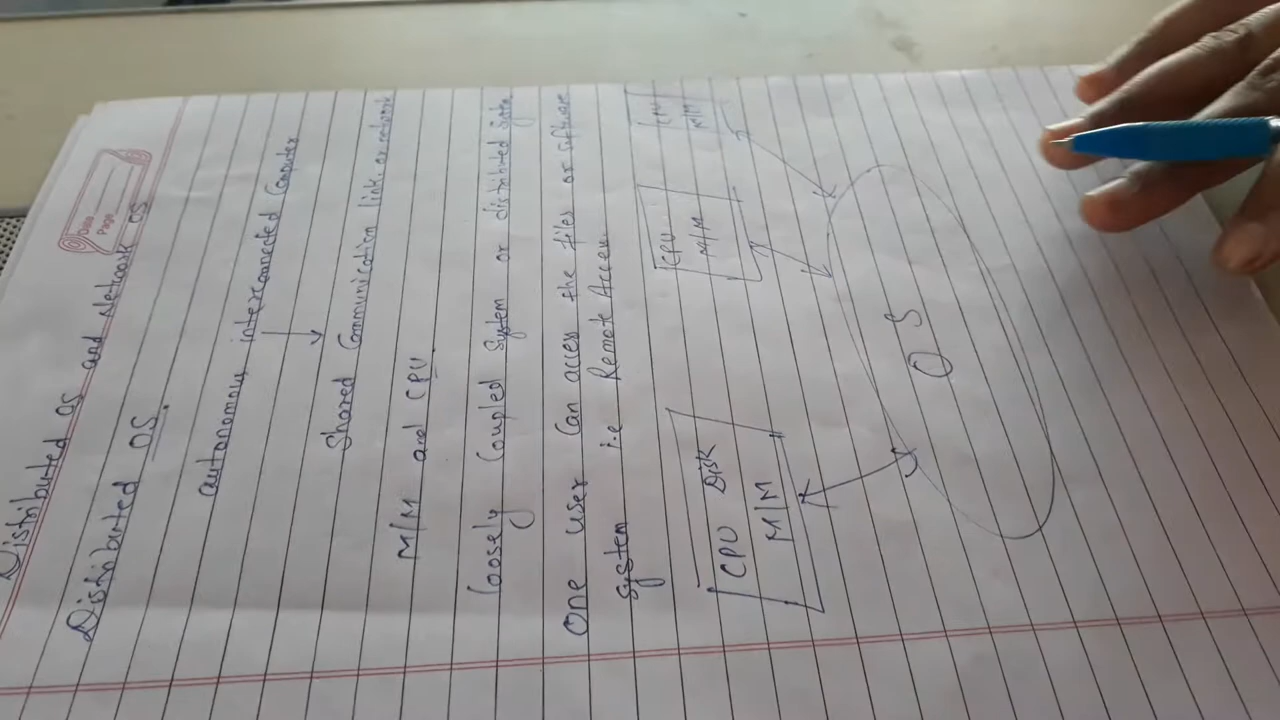 Date
Page
Distributed OS and Network OS
Distributed OS.
autonomous interconnected Computer
Shared Communication link, or network
M/M and CPU.
Loosely Coupled System or distributed System
One user Can access the files or Software
system i.e Remote Access.
CPU Disk
M/M
CPU
M/M
CPU
M/M
OS